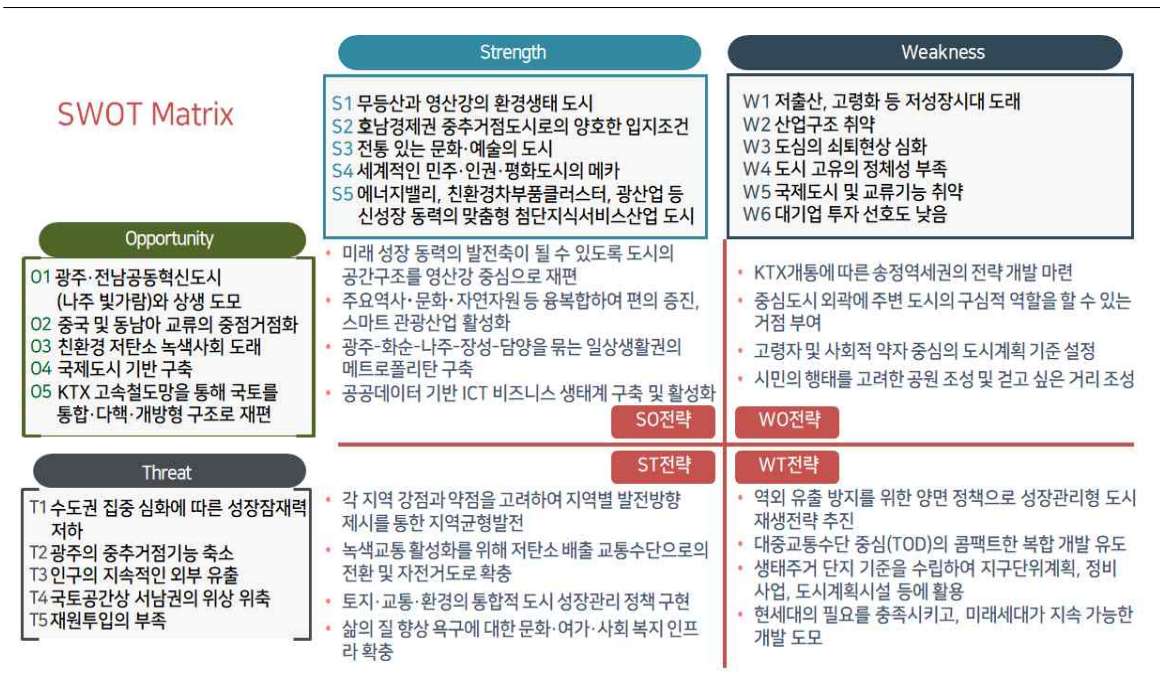 SWOT Matrix
Strength
S1 무등산과 영산강의 환경생태 도시
S2 호남경제권 중추거점도시로의 양호한 입지조건
S3 전통 있는 문화·예술의 도시
S4 세계적인 민주·인권·평화도시의 메카
S5 에너지밸리, 친환경차부품클러스터, 광산업 등
신성장 동력의 맞춤형 첨단지식서비스산업 도시
Weakness
W1 저출산, 고령화 등 저성장시대 도래
W2 산업구조 취약
W3 도심의 쇠퇴현상 심화
W4 도시 고유의 정체성 부족
W5 국제도시 및 교류기능 취약
W6 대기업 투자 선호도 낮음
Opportunity
O1 광주·전남공동혁신도시
(나주 빛가람)와 상생 도모
O2 중국 및 동남아 교류의 중점거점화
O3 친환경 저탄소 녹색사회 도래
O4 국제도시 기반 구축
O5 KTX 고속철도망을 통해 국토를
통합·다핵·개방형 구조로 재편
• 미래 성장 동력의 발전축이 될 수 있도록 도시의
공간구조를 영산강 중심으로 재편
• 주요역사·문화·자연자원 등 융복합하여 편의 증진,
스마트 관광산업 활성화
• 광주-화순-나주-장성-담양을 묶는 일상생활권의
메트로폴리탄 구축
• 공공데이터 기반 ICT 비즈니스 생태계 구축 및 활성화
SO전략
• KTX개통에 따른 송정역세권의 전략 개발 마련
• 중심도시 외곽에 주변 도시의 구심적 역할을 할 수 있는
거점 부여
• 고령자 및 사회적 약자 중심의 도시계획 기준 설정
• 시민의 행태를 고려한 공원 조성 및 걷고 싶은 거리 조성
WO전략
Threat
T1 수도권 집중 심화에 따른 성장잠재력
저하
T2 광주의 중추거점기능 축소
T3 인구의 지속적인 외부 유출
T4 국토공간상 서남권의 위상 위축
T5 재원투입의 부족
ST전략
• 각 지역 강점과 약점을 고려하여 지역별 발전방향
제시를 통한 지역균형발전
• 녹색교통 활성화를 위해 저탄소 배출 교통수단으로의
전환 및 자전거도로 확충
• 토지·교통·환경의 통합적 도시 성장관리 정책 구현
• 삶의 질 향상 욕구에 대한 문화·여가·사회 복지 인프
라 확충
WT전략
• 역외 유출 방지를 위한 양면 정책으로 성장관리형 도시
재생전략 추진
• 대중교통수단 중심(TOD)의 콤팩트한 복합 개발 유도
• 생태주거 단지 기준을 수립하여 지구단위계획, 정비
사업, 도시계획시설 등에 활용
• 현세대의 필요를 충족시키고, 미래세대가 지속 가능한
개발 도모